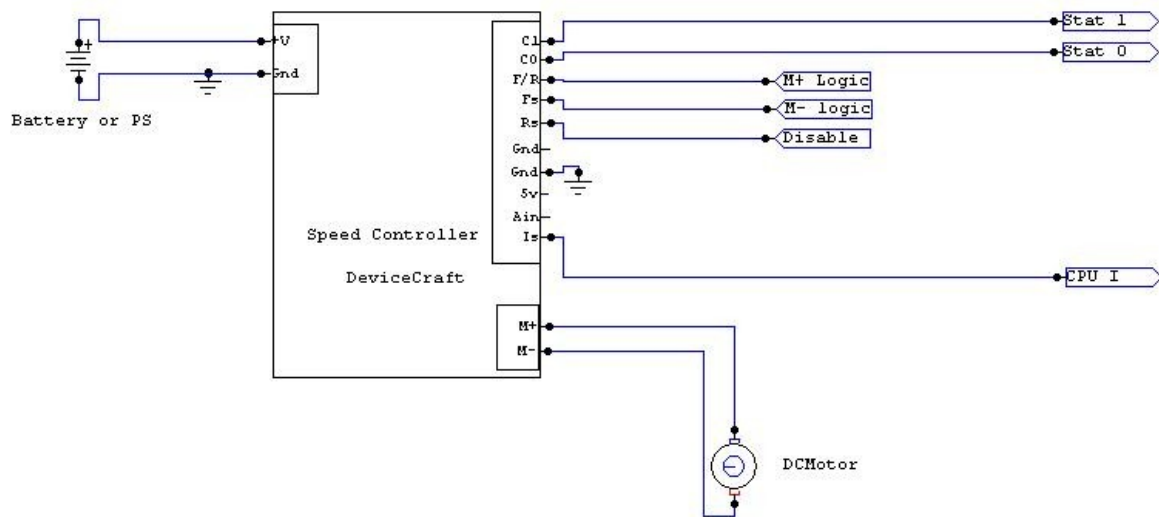 +
+V
Gnd
Battery or PS
C1
C0
F/R
Fs
Rs
Gnd
Gnd
5v
Ain
Is
Speed Controller
DeviceCraft
M+
M-
Stat 1
Stat 0
M+ Logic
M- logic
Disable
CPU I
DCMotor